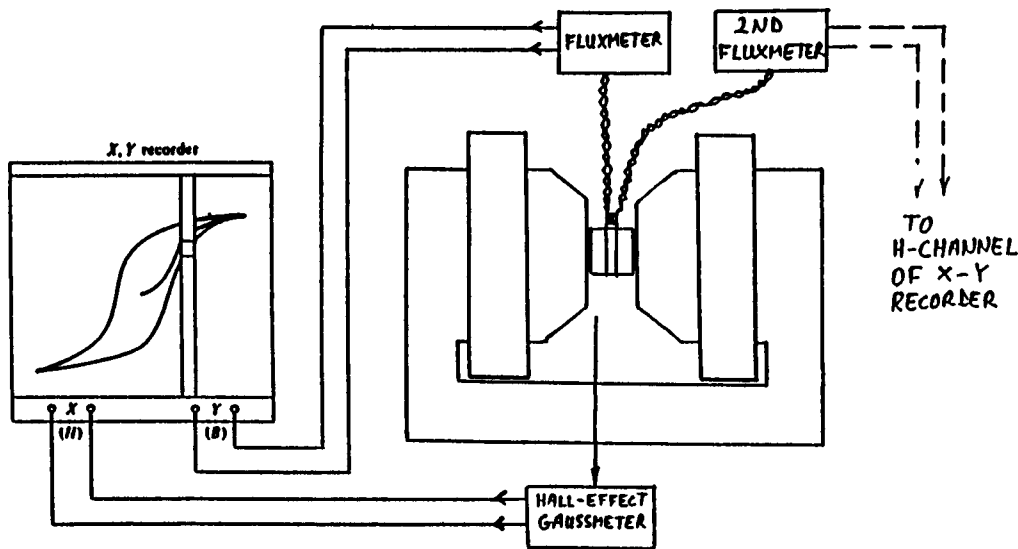 FLUXMETER
2ND
FLUXMETER
X, Y recorder
TO
H-CHANNEL
OF X-Y
RECORDER
X
(H)
Y
(B)
HALL-EFFECT
GAUSSMETER